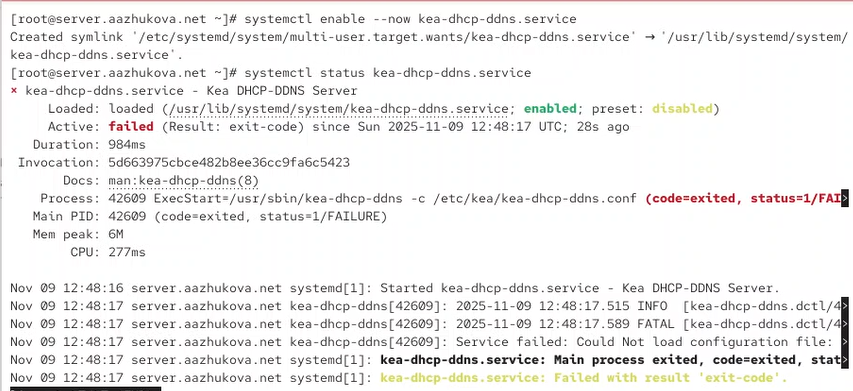 [root@server.aazhukova.net ~]# systemctl enable --now kea-dhcp-ddns.service
Created symlink '/etc/systemd/system/multi-user.target.wants/kea-dhcp-ddns.service' → '/usr/lib/systemd/system/
kea-dhcp-ddns.service'.
[root@server.aazhukova.net ~]# systemctl status kea-dhcp-ddns.service
× kea-dhcp-ddns.service - Kea DHCP-DDNS Server
Loaded: loaded (/usr/lib/systemd/system/kea-dhcp-ddns.service; enabled; preset: disabled)
Active: failed (Result: exit-code) since Sun 2025-11-09 12:48:17 UTC; 28s ago
Duration: 984ms
Invocation: 5d663975cbce482b8ee36cc9fa6c5423
Docs: man:kea-dhcp-ddns(8)
Process: 42609 ExecStart=/usr/sbin/kea-dhcp-ddns -c /etc/kea/kea-dhcp-ddns.conf (code=exited, status=1/FAI>
Main PID: 42609 (code=exited, status=1/FAILURE)
Mem peak: 6M
CPU: 277ms
Nov 09 12:48:16 server.aazhukova.net systemd[1]: Started kea-dhcp-ddns.service - Kea DHCP-DDNS Server.
Nov 09 12:48:17 server.aazhukova.net kea-dhcp-ddns[42609]: 2025-11-09 12:48:17.515 INFO [kea-dhcp-ddns.dctl/4>
Nov 09 12:48:17 server.aazhukova.net kea-dhcp-ddns[42609]: 2025-11-09 12:48:17.589 FATAL [kea-dhcp-ddns.dctl/4>
Nov 09 12:48:17 server.aazhukova.net kea-dhcp-ddns[42609]: Service failed: Could Not load configuration file: >
Nov 09 12:48:17 server.aazhukova.net systemd[1]: kea-dhcp-ddns.service: Main process exited, code=exited, stat>
Nov 09 12:48:17 server.aazhukova.net systemd[1]: kea-dhcp-ddns.service: Failed with result 'exit-code'.